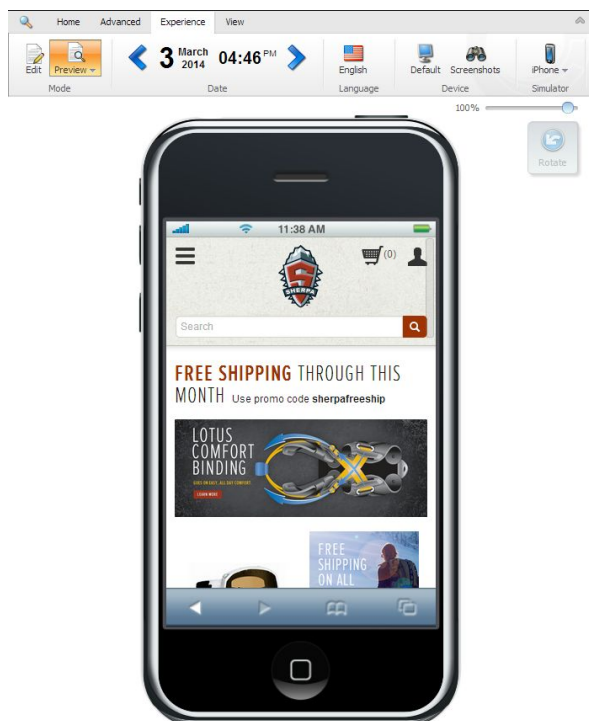 Home Advanced Experience View
3 March 2014 04:46 PM
Edit Preview English Default Screenshots iPhone
Mode Date Language Device Simulator
100%
Rotate
11:38 AM
(0)
SHERPA
Search
FREE SHIPPING THROUGH THIS
MONTH Use promo code sherpafreeship
LOTUS
COMFORT
BINDING
LEARN MORE
FREE
SHIPPING
ON ALL